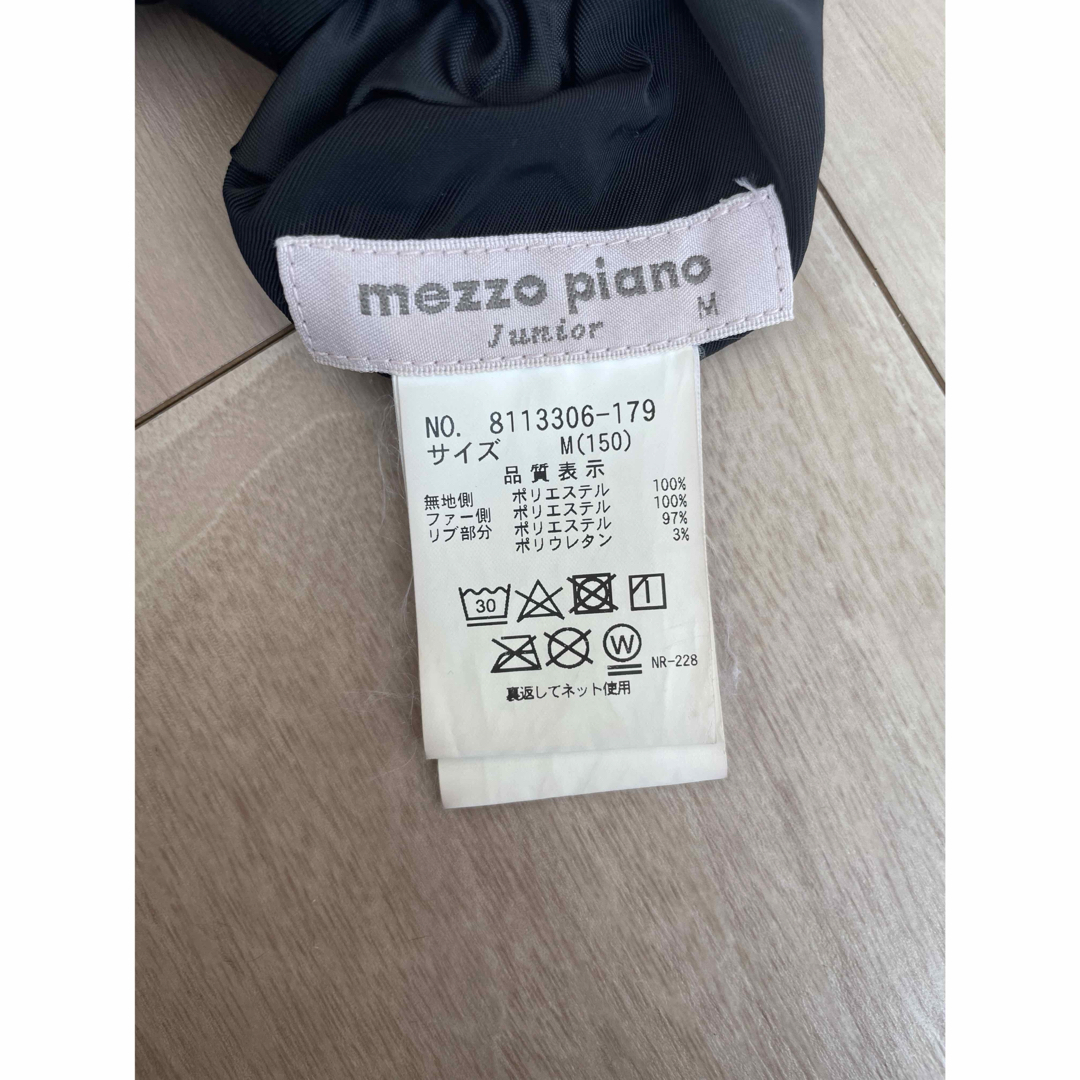 mezzo piano
Junior M
NO. 8113306-179
サイズ M(150)
品質表示
無地側 ポリエステル 100%
ファー側 ポリエステル 100%
リブ部分 ポリエステル 97%
ポリウレタン 3%
30
W NR-228
裏返してネット使用